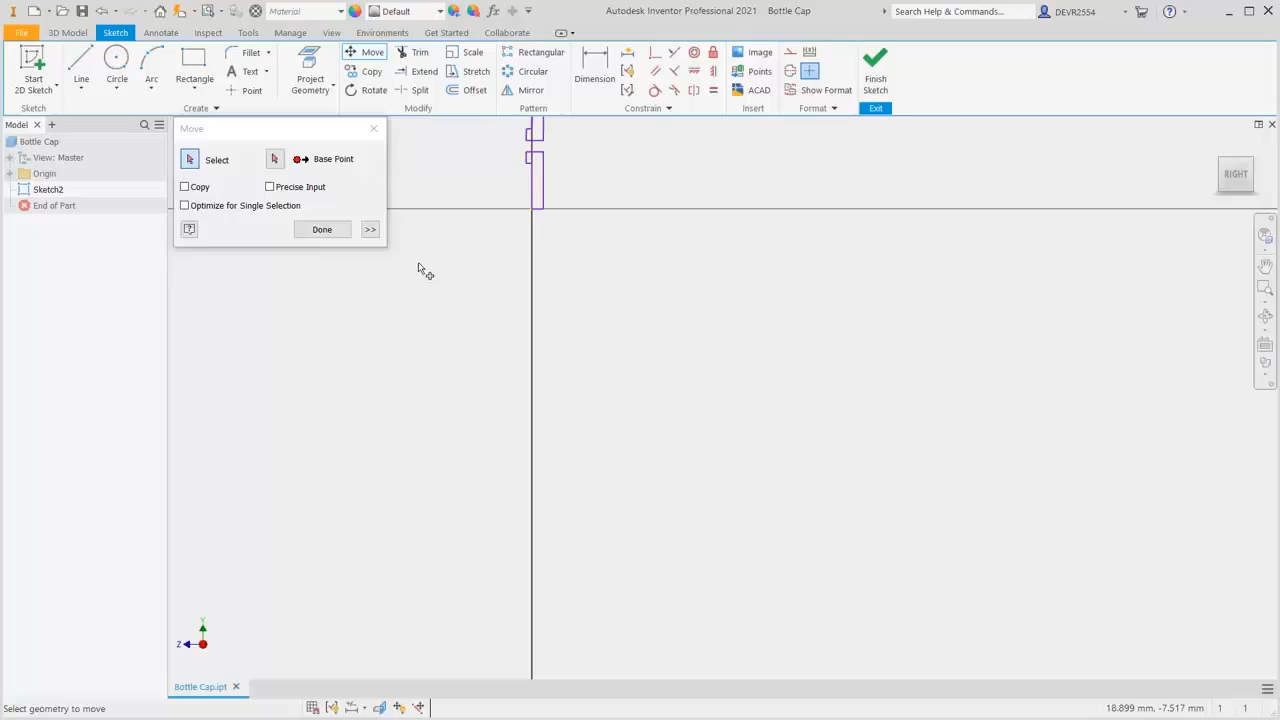 Material Default fx Autodesk Inventor Professional 2021 Bottle Cap Search Help & Commands... DEVR2554
File 3D Model Sketch Annotate Inspect Tools Manage View Environments Get Started Collaborate
Start
2D Sketch
Line
Circle
Arc
Rectangle
Fillet
Text
Point
Project
Geometry
Move
Copy
Rotate
Trim
Extend
Split
Scale
Stretch
Offset
Rectangular
Circular
Mirror
Dimension
Image
Points
ACAD
Show Format
Finish
Sketch
Sketch Create Modify Pattern Constrain Insert Format Exit
Model
Bottle Cap
View: Master
Origin
Sketch2
End of Part
Move
Select Base Point
Copy Precise Input
Optimize for Single Selection
Done >>
RIGHT
Y
Z
Bottle Cap.ipt
Select geometry to move 18.899 mm, -7.517 mm 1 1